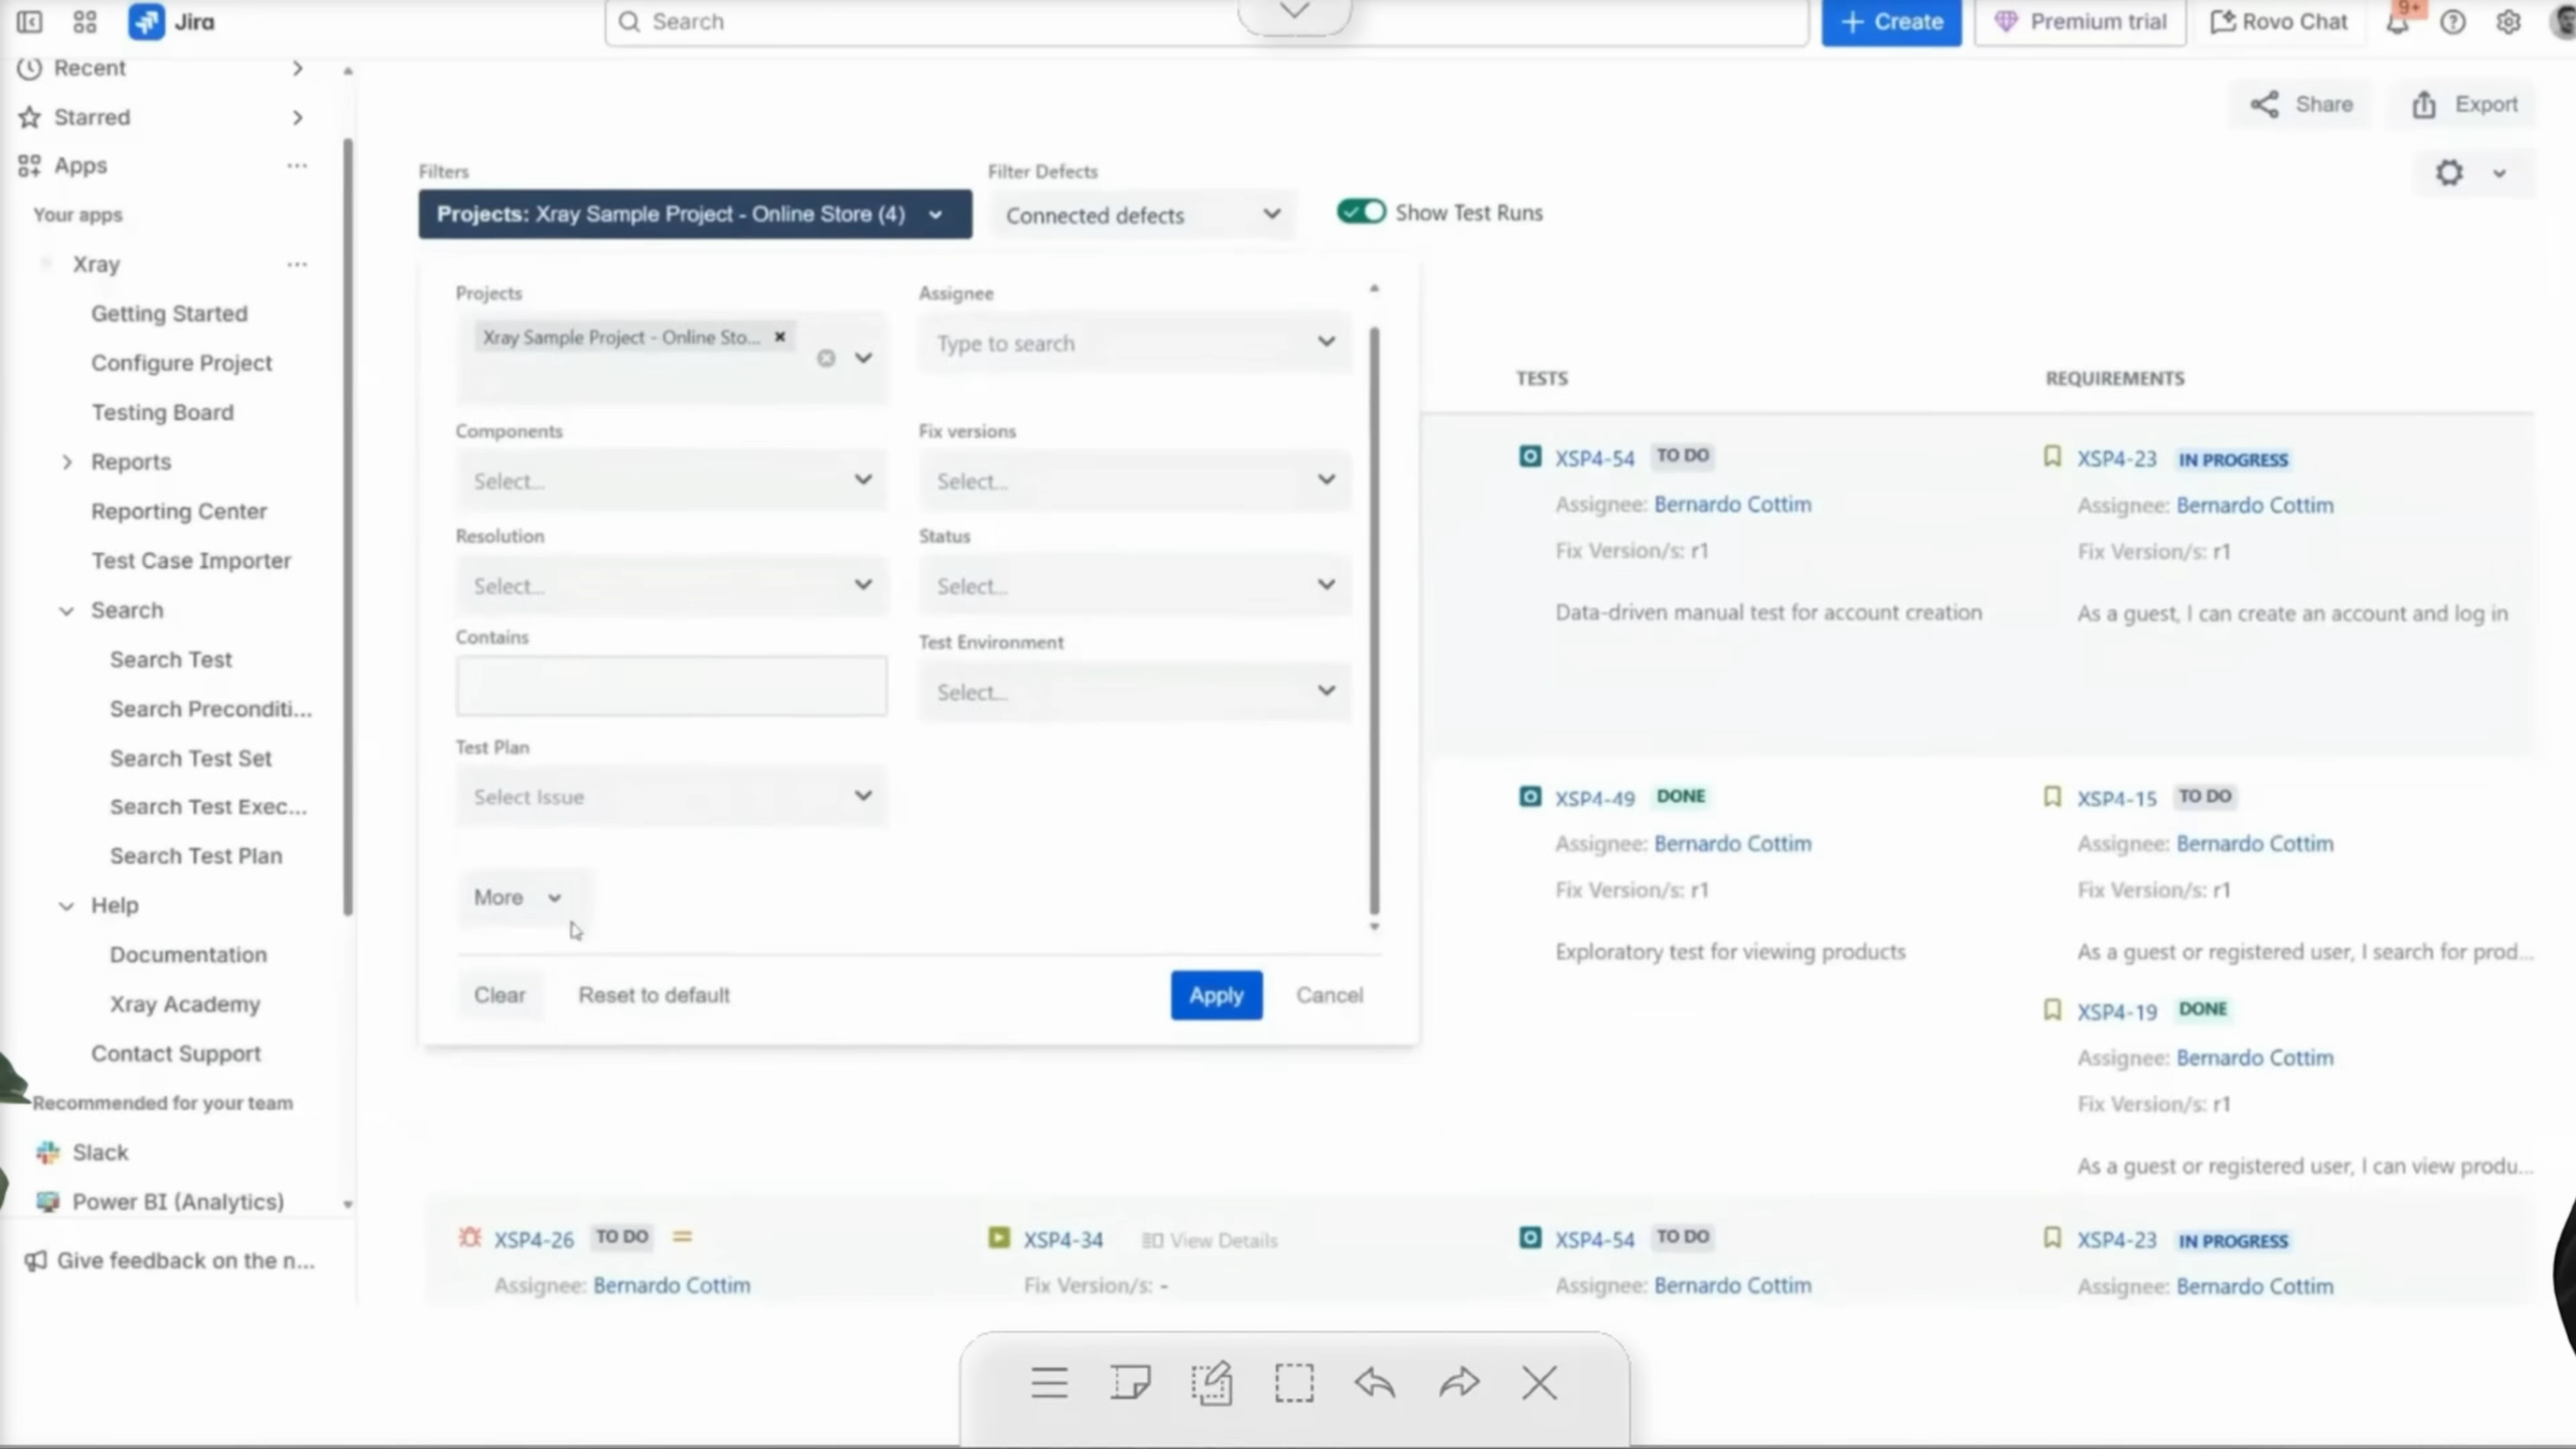 Jira
Search
Create
Premium trial
Rovo Chat
9+
Recent
Starred
Apps
Your apps
Xray
Getting Started
Configure Project
Testing Board
Reports
Reporting Center
Test Case Importer
Search
Search Test
Search Preconditi...
Search Test Set
Search Test Exec...
Search Test Plan
Help
Documentation
Xray Academy
Contact Support
Recommended for your team
Slack
Power BI (Analytics)
Give feedback on the n...
Share
Export
Filters
Projects: Xray Sample Project - Online Store (4)
Filter Defects
Connected defects
Show Test Runs
Projects
Xray Sample Project - Online Sto...
Assignee
Type to search
Components
Select...
Fix versions
Select...
Resolution
Select...
Status
Select...
Contains
Test Environment
Select...
Test Plan
Select Issue
More
Clear
Reset to default
Apply
Cancel
TESTS
REQUIREMENTS
XSP4-54 TO DO
Assignee: Bernardo Cottim
Fix Version/s: r1
Data-driven manual test for account creation
XSP4-23 IN PROGRESS
Assignee: Bernardo Cottim
Fix Version/s: r1
As a guest, I can create an account and log in
XSP4-49 DONE
Assignee: Bernardo Cottim
Fix Version/s: r1
Exploratory test for viewing products
XSP4-15 TO DO
Assignee: Bernardo Cottim
Fix Version/s: r1
As a guest or registered user, I search for prod...
XSP4-19 DONE
Assignee: Bernardo Cottim
Fix Version/s: r1
As a guest or registered user, I can view produ...
XSP4-26 TO DO
Assignee: Bernardo Cottim
XSP4-34 View Details
Fix Version/s: -
XSP4-54 TO DO
Assignee: Bernardo Cottim
XSP4-23 IN PROGRESS
Assignee: Bernardo Cottim